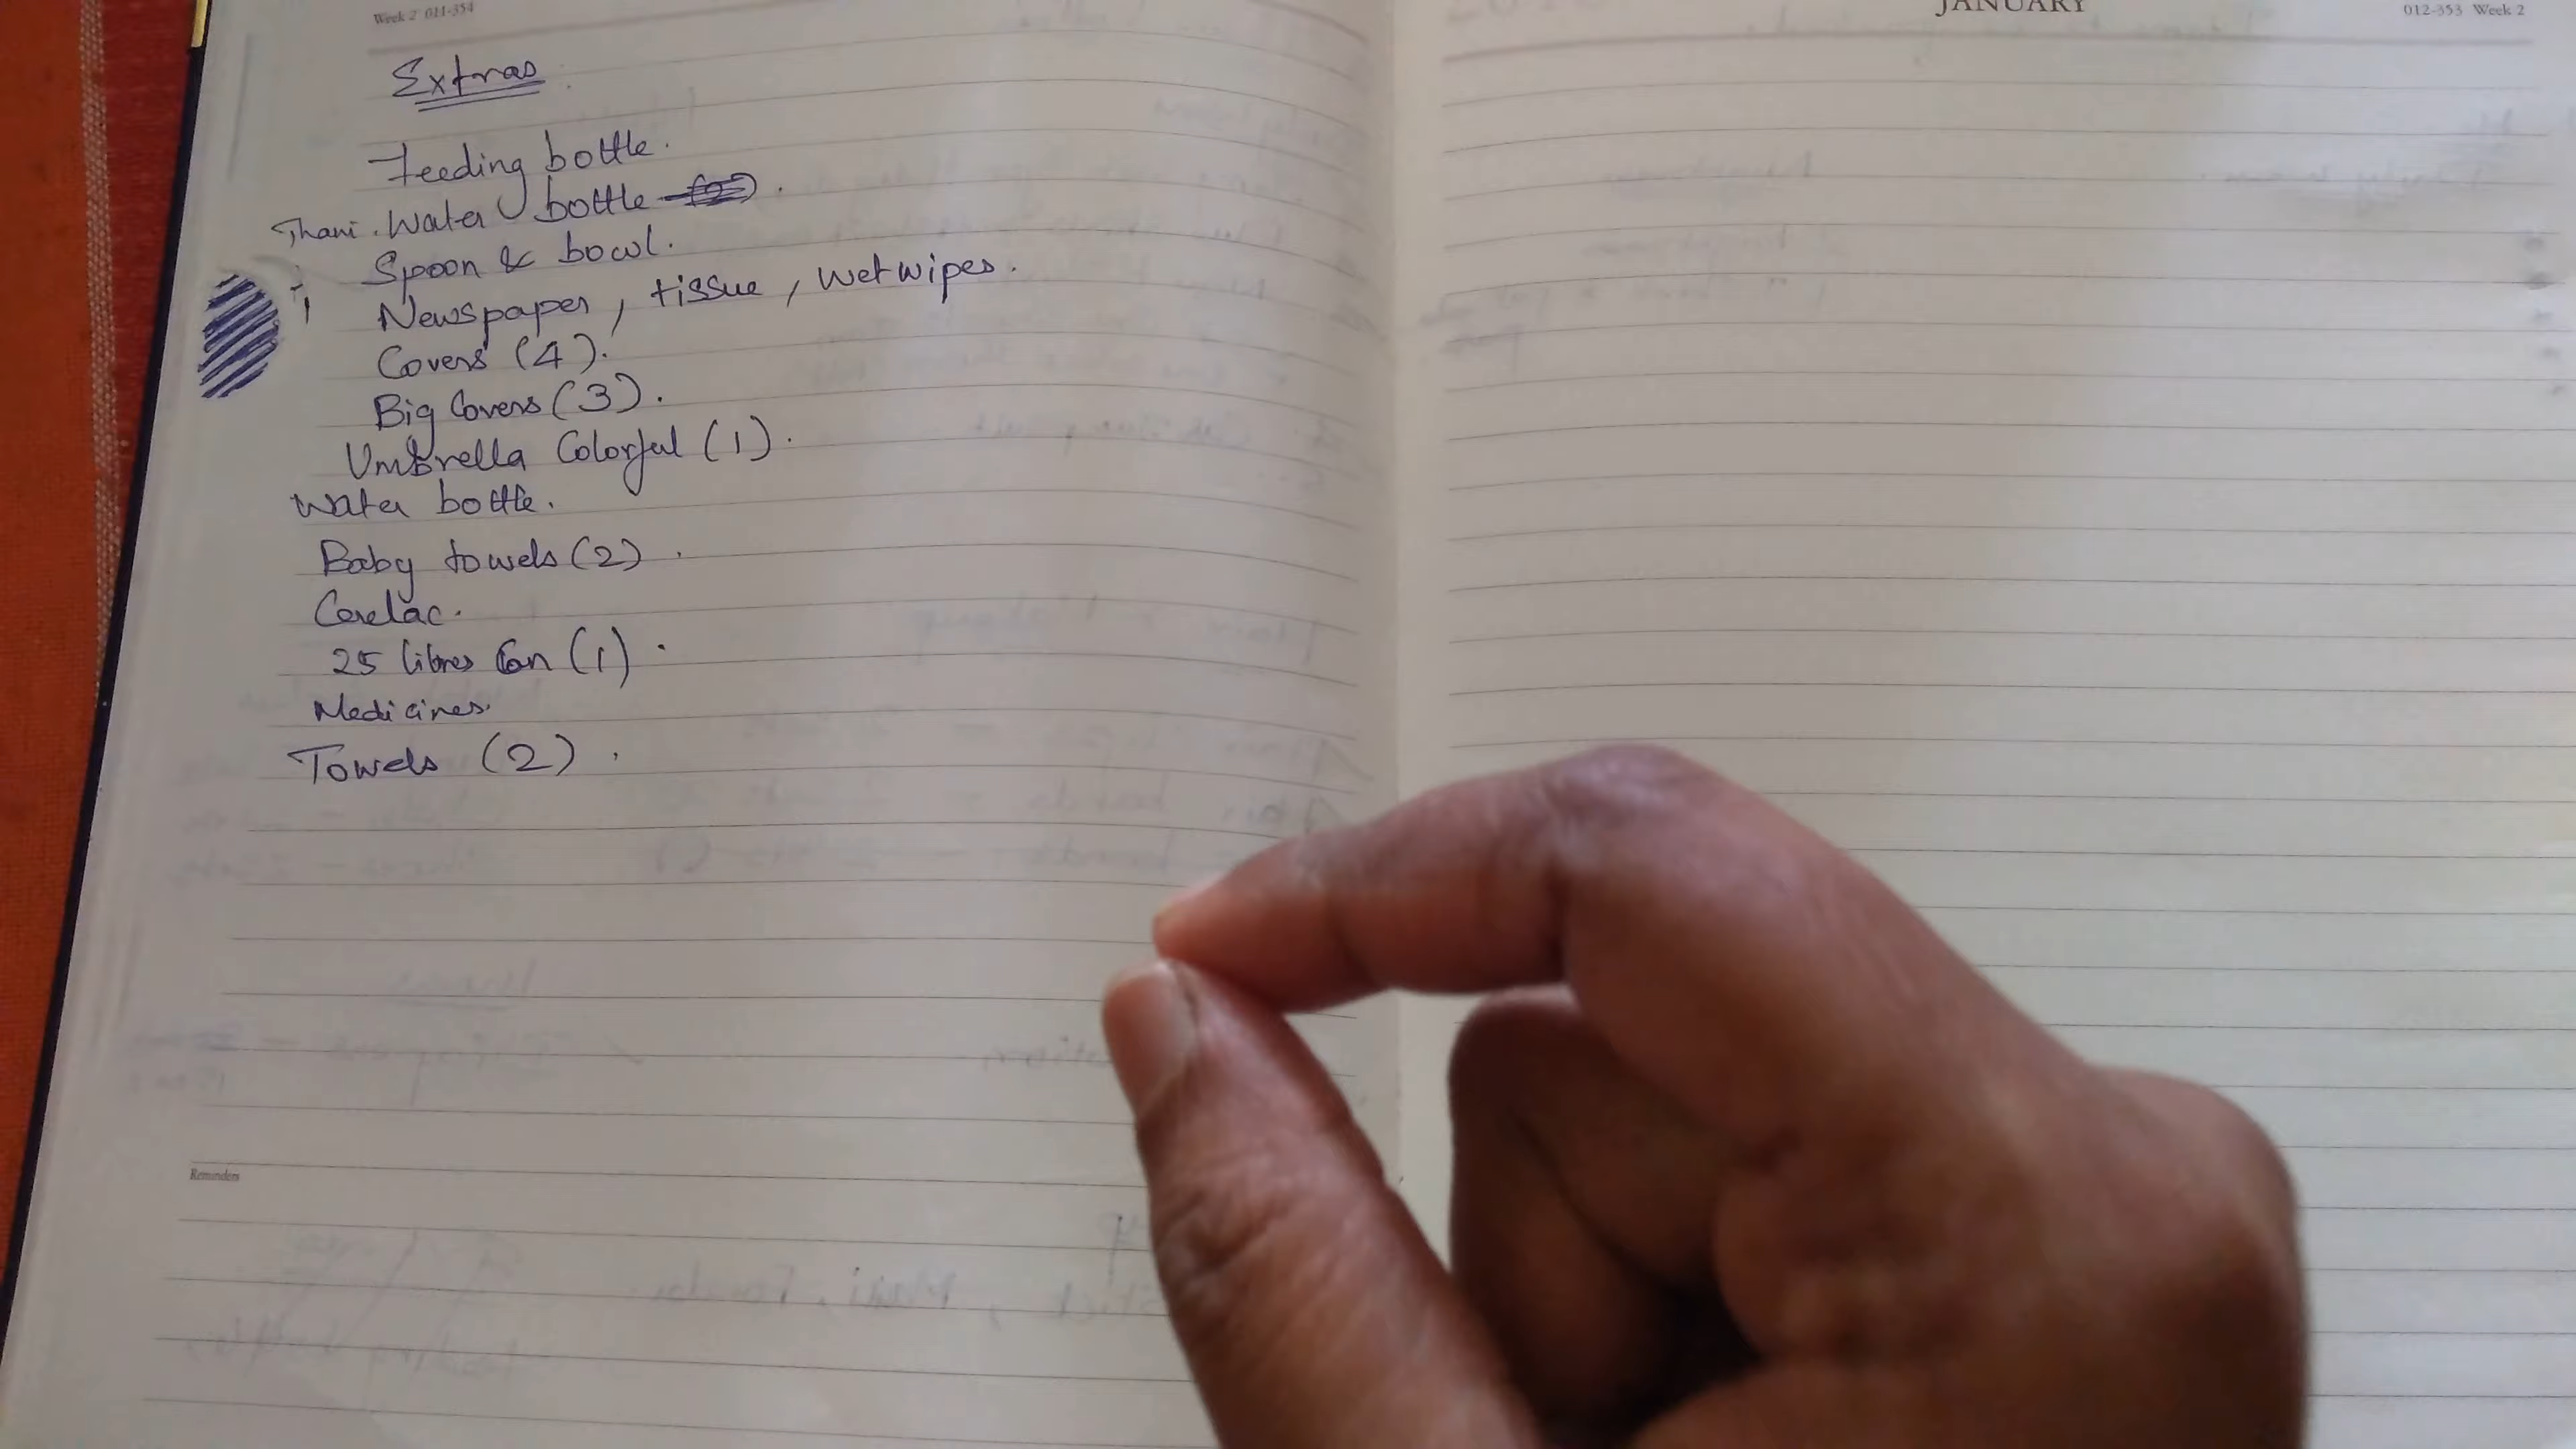 Week 2 011-354
Extras
Feeding bottle.
Thani. Water bottle
Spoon & bowl.
Newspaper, tissue, wetwipes.
Covers (4).
Big Covers (3).
Umbrella Colorful (1).
Water bottle.
Baby towels (2).
Cerelac.
25 litres Can (1).
Medicines.
Towels (2).
Reminders
JANUARY
012-353 Week 2